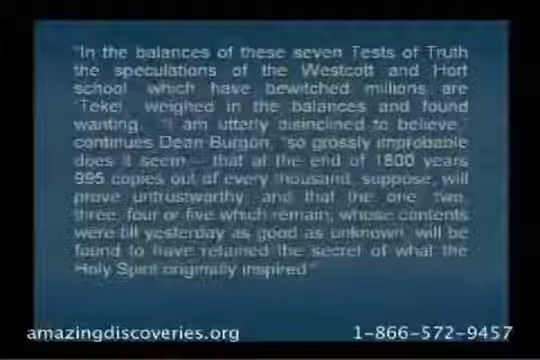 "In the balances of these seven Tests of Truth
the speculations of the Westcott and Hort
school, which have bewitched millions are
'Tekel,' weighed in the balances and found
wanting. "I am utterly disinclined to believe,"
continues Dean Burgon, "so grossly improbable
does it seem – that at the end of 1800 years
995 copies out of every thousand, suppose, will
prove untrustworthy; and that the one, two,
three, four or five which remain, whose contents
were till yesterday as good as unknown, will be
found to have retained the secret of what the
Holy Spirit originally inspired"
amazingdiscoveries.org 1-866-572-9457